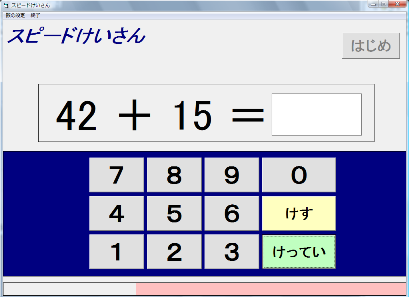 スピードけいさん
数の設定 終了
スピードけいさん
はじめ
42 + 15 =
7 8 9 0
4 5 6 けす
1 2 3 けってい